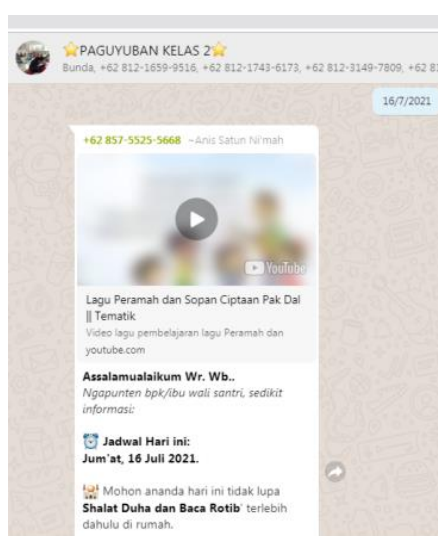 ⭐PAGUYUBAN KELAS 2⭐
Bunda, +62 812-1659-9516, +62 812-1743-6173, +62 812-3149-7809, +62 81
16/7/2021
+62 857-5525-5668 ~Anis Satun Ni'mah
YouTube
Lagu Peramah dan Sopan Ciptaan Pak Dal
|| Tematik
Video lagu pembelajaran lagu Peramah dan
youtube.com
Assalamualaikum Wr. Wb..
Ngapunten bpk/ibu wali santri, sedikit
informasi:
⏰ Jadwal Hari ini:
Jum'at, 16 Juli 2021.
🕌 Mohon ananda hari ini tidak lupa
Shalat Duha dan Baca Rotib' terlebih
dahulu di rumah.